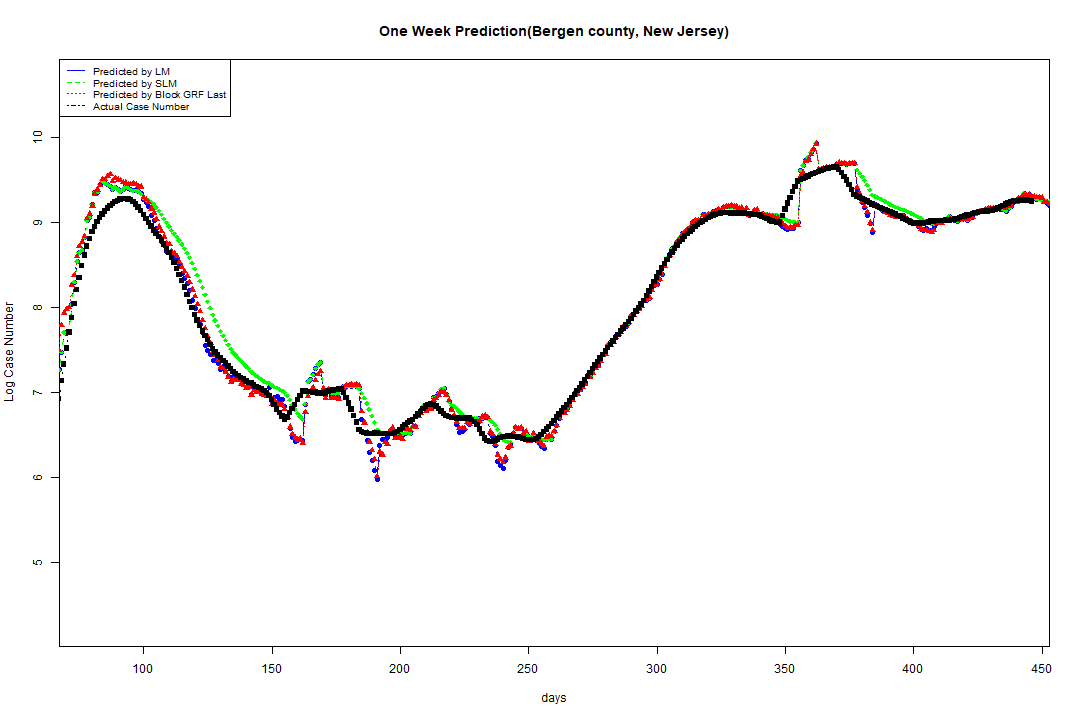 One Week Prediction(Bergen county, New Jersey)
Predicted by LM
Predicted by SLM
Predicted by Block GRF Last
Actual Case Number
10
9
8
7
6
5
Log Case Number
100 150 200 250 300 350 400 450
days